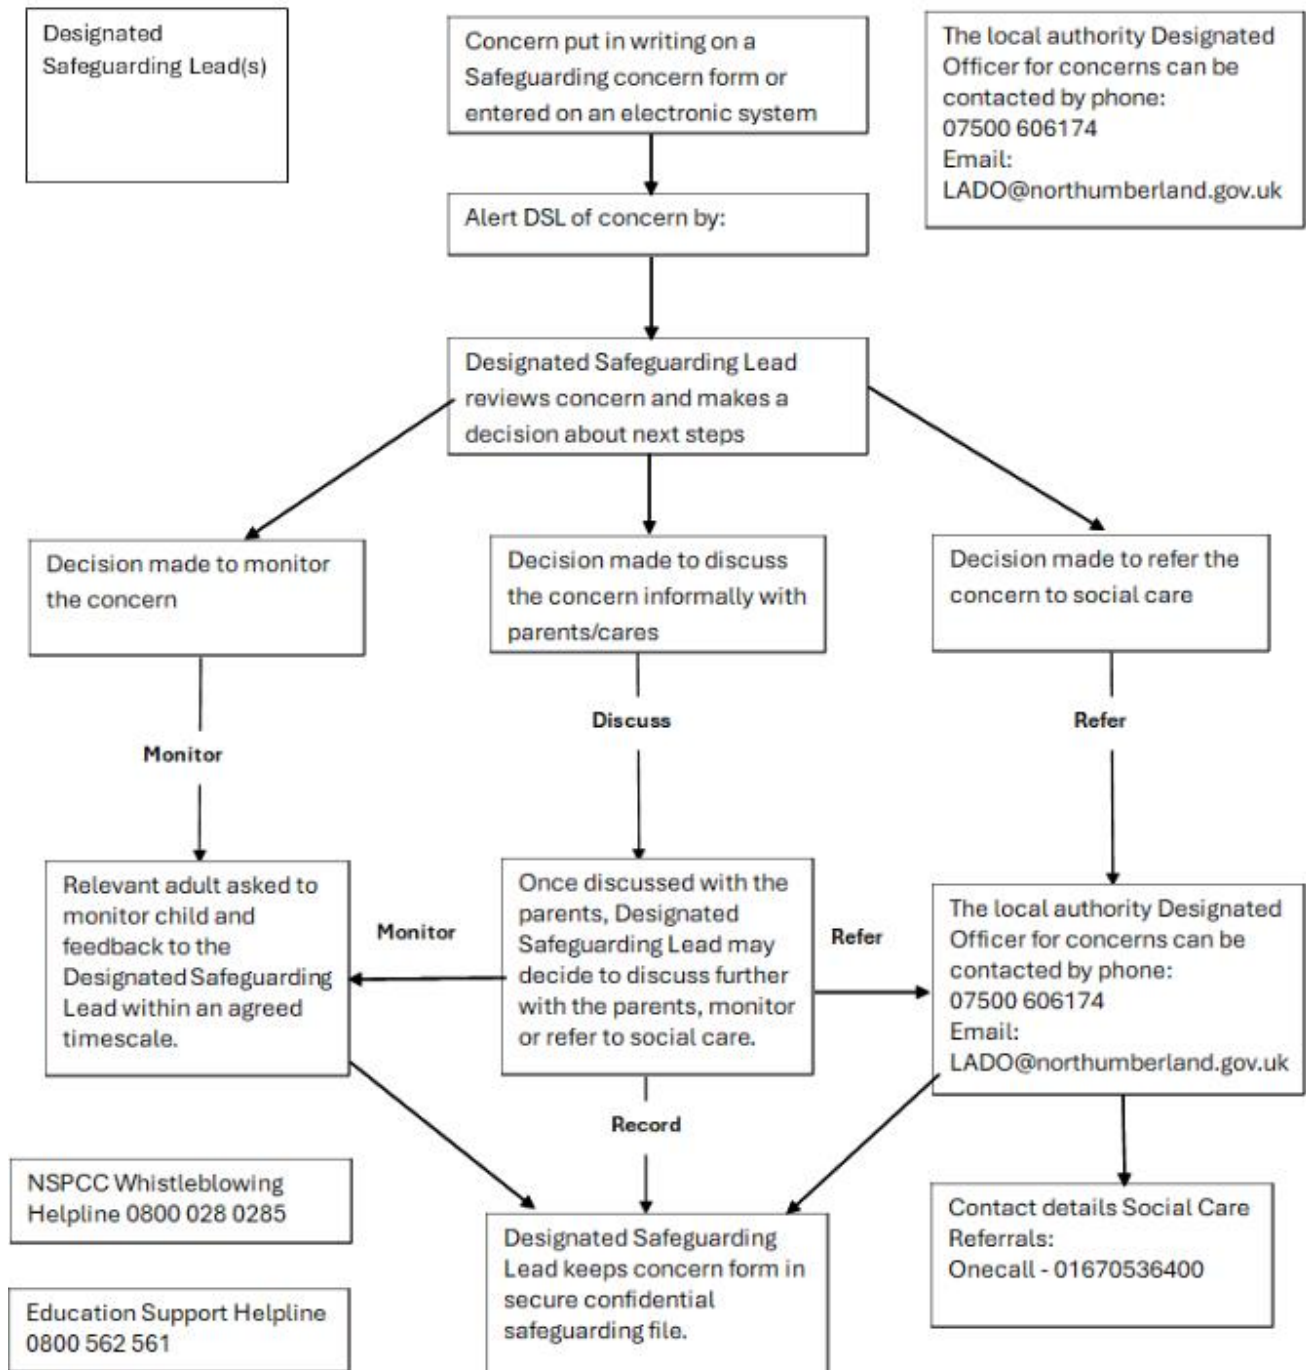 Designated
Safeguarding Lead(s)
Concern put in writing on a
Safeguarding concern form or
entered on an electronic system
The local authority Designated
Officer for concerns can be
contacted by phone:
07500 606174
Email:
LADO@northumberland.gov.uk
Alert DSL of concern by:
Designated Safeguarding Lead
reviews concern and makes a
decision about next steps
Decision made to monitor
the concern
Decision made to discuss
the concern informally with
parents/cares
Decision made to refer the
concern to social care
Monitor
Discuss
Refer
Relevant adult asked to
monitor child and
feedback to the
Designated Safeguarding
Lead within an agreed
timescale.
Monitor
Once discussed with the
parents, Designated
Safeguarding Lead may
decide to discuss further
with the parents, monitor
or refer to social care.
Refer
The local authority Designated
Officer for concerns can be
contacted by phone:
07500 606174
Email:
LADO@northumberland.gov.uk
Record
NSPCC Whistleblowing
Helpline 0800 028 0285
Education Support Helpline
0800 562 561
Designated Safeguarding
Lead keeps concern form in
secure confidential
safeguarding file.
Contact details Social Care
Referrals:
Onecall - 01670536400